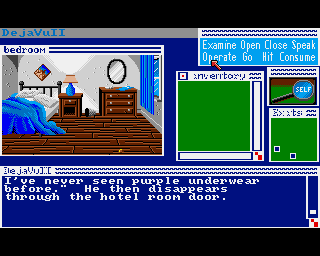 DejaVuII
Examine Open Close Speak
Operate Go Hit Consume
bedroom
inventory
SELF
Exits
DejaVuII
I've never seen purple underwear
before." He then disappears
through the hotel room door.